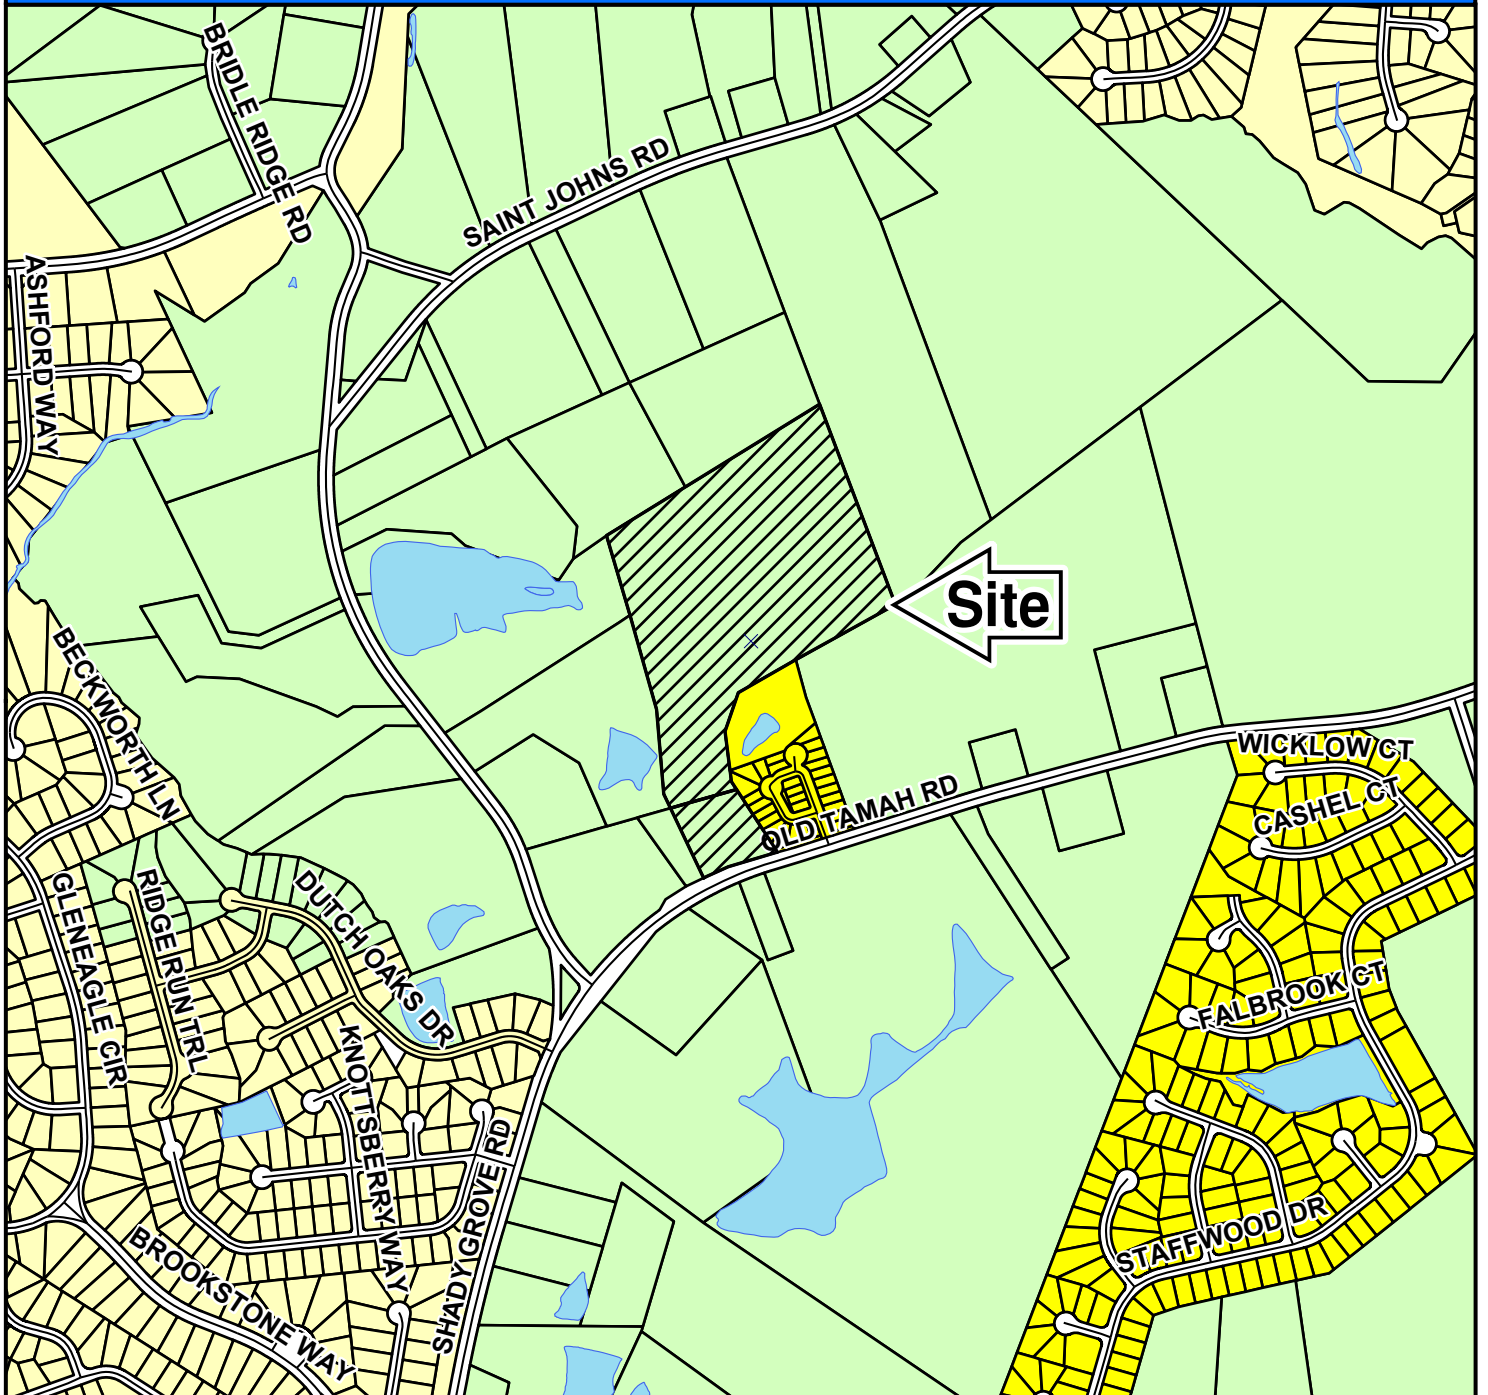 BRIDLE RIDGE RD
SAINT JOHNS RD
ASHFORD WAY
Site
BECKWORTH LN
WICKLOW CT
CASHEL CT
OLD TAMAH RD
GLENEAGLE CIR
RIDGE RUN TRL
DUTCH OAKS DR
FALBROOK CT
KNOTTSBERRY WAY
SHADY GROVE RD
STAFFWOOD DR
BROOKSTONE WAY